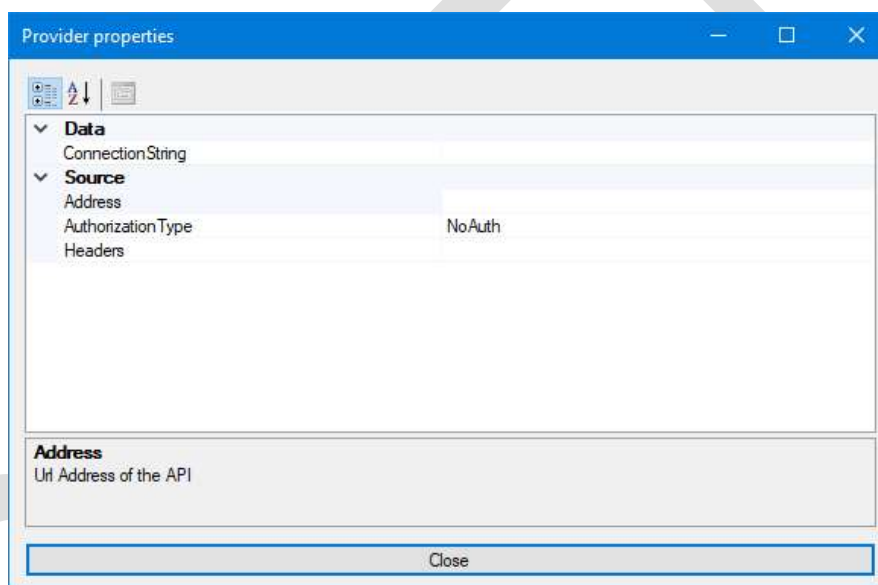 Provider properties
Data
ConnectionString
Source
Address
AuthorizationType NoAuth
Headers
Address
Url Address of the API
Close